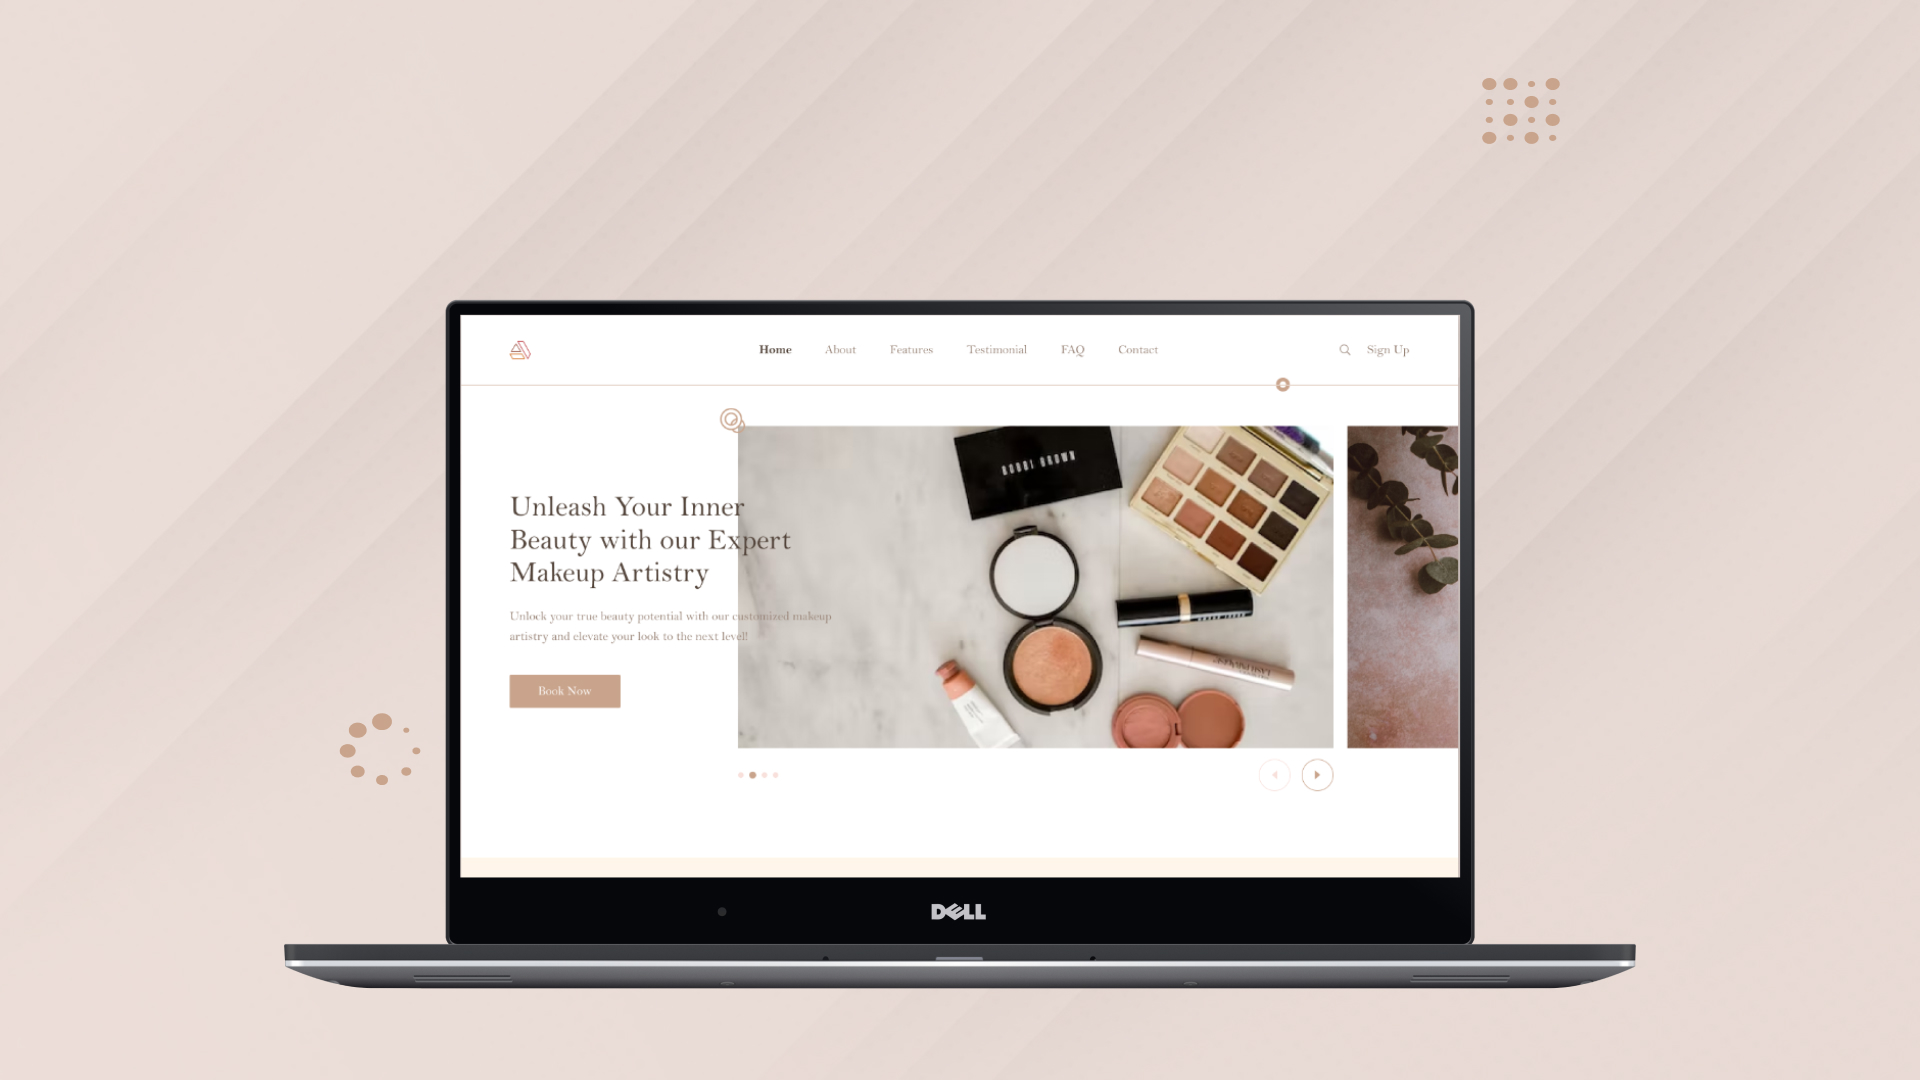 Home About Features Testimonial FAQ Contact Sign Up
BOBBI BROWN
Unleash Your Inner
Beauty with our Expert
Makeup Artistry
Unlock your true beauty potential with our customized makeup
artistry and elevate your look to the next level!
Book Now
DELL